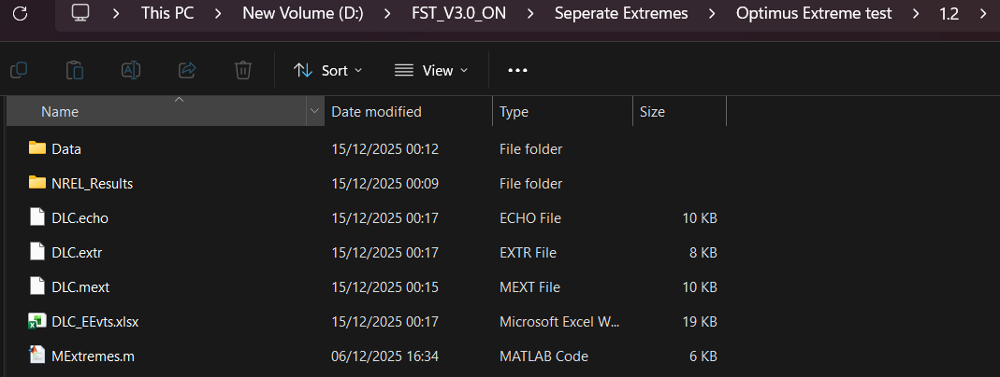 This PC > New Volume (D:) > FST_V3.0_ON > Seperate Extremes > Optimus Extreme test > 1.2 >
Sort View ...
Name Date modified Type Size
Data 15/12/2025 00:12 File folder
NREL_Results 15/12/2025 00:09 File folder
DLC.echo 15/12/2025 00:17 ECHO File 10 KB
DLC.extr 15/12/2025 00:17 EXTR File 8 KB
DLC.mext 15/12/2025 00:15 MEXT File 10 KB
DLC_EEvts.xlsx 15/12/2025 00:17 Microsoft Excel W... 19 KB
MExtremes.m 06/12/2025 16:34 MATLAB Code 6 KB